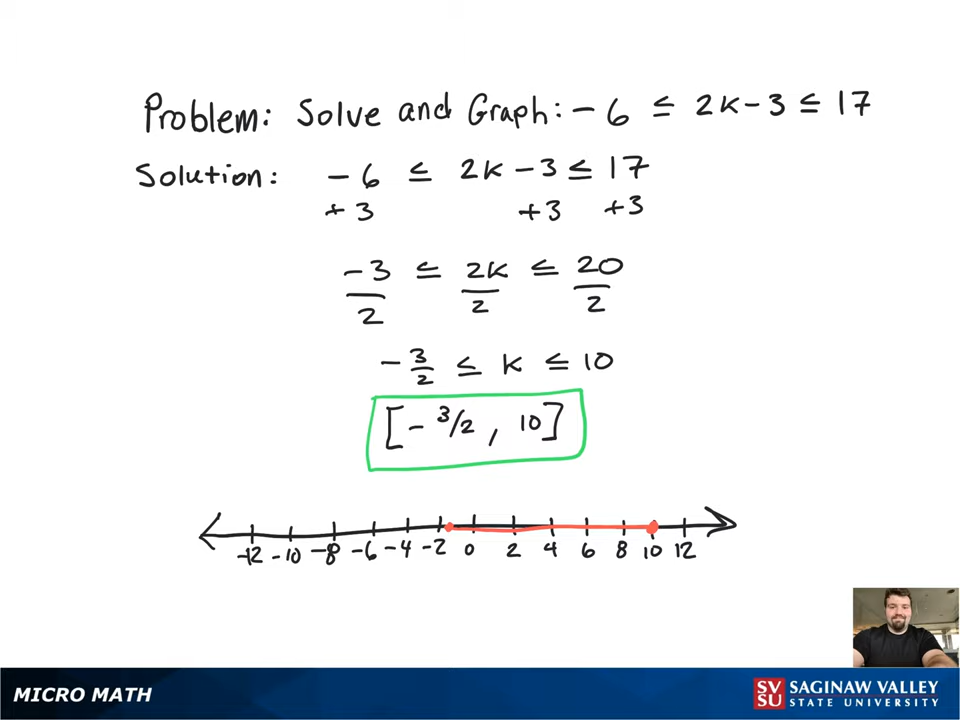 Problem: Solve and Graph: -6 ≤ 2k-3 ≤ 17
Solution: -6 ≤ 2k-3 ≤ 17
+3 +3 +3
-3 ≤ 2k ≤ 20
2 2 2
-3/2 ≤ k ≤ 10
[-3/2, 10]
-12 -10 -8 -6 -4 -2 0 2 4 6 8 10 12
MICRO MATH
SV SU SAGINAW VALLEY
STATE UNIVERSITY